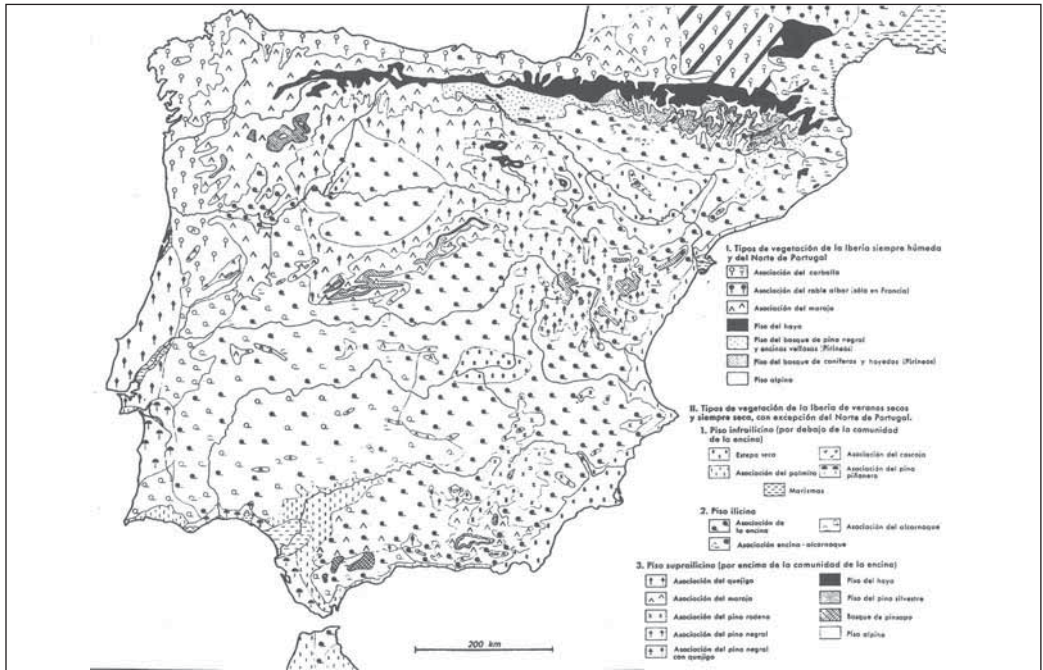 I. Tipos de vegetación de la Iberia siempre húmeda
y del Norte de Portugal
Asociación del carballo
Asociación del roble albar (sólo en Francia)
Asociación del marojo
Piso del haya
Piso del bosque de pino negral
y encinas vellosas (Pirineos)
Piso del bosque de coníferas y hayedos (Pirineos)
Piso alpino
II. Tipos de vegetación de la Iberia de veranos secos
y siempre seca, con excepción del Norte de Portugal.
1. Piso infrailicino (por debajo de la comunidad
de la encina)
Estepa seca
Asociación de la coscoja
Asociación del palmito
Asociación del pino
piñonero
Marismas
2. Piso ilicino
Asociación de
la encina
Asociación del alcornoque
Asociación encina-alcornoque
3. Piso suprailicino (por encima de la comunidad de la encina)
Asociación del quejigo
Piso del haya
Asociación del marojo
Piso del pino silvestre
Asociación del pino rodeno
Bosque de pinsapo
Asociación del pino negral
Piso alpino
Asociación del pino negral
con quejigo
200 km